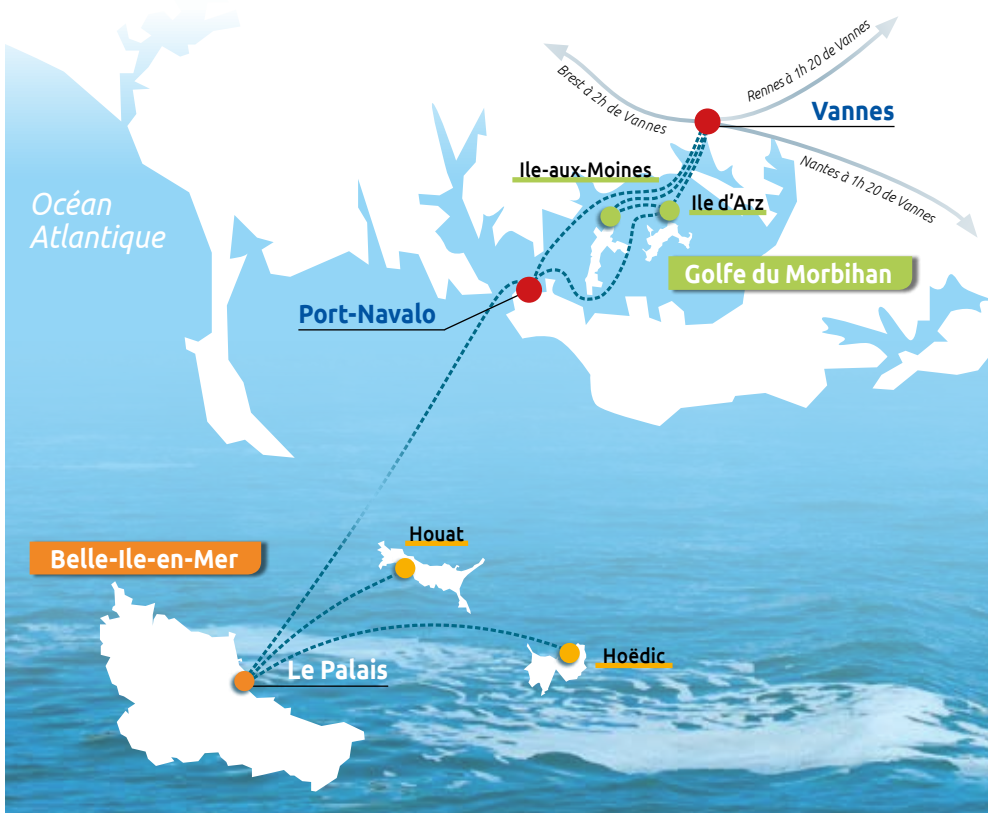 Brest à 2h de Vannes
Rennes à 1h 20 de Vannes
Vannes
Nantes à 1h 20 de Vannes
Ile-aux-Moines
Ile d'Arz
Océan
Atlantique
Golfe du Morbihan
Port-Navalo
Houat
Belle-Ile-en-Mer
Hoëdic
Le Palais